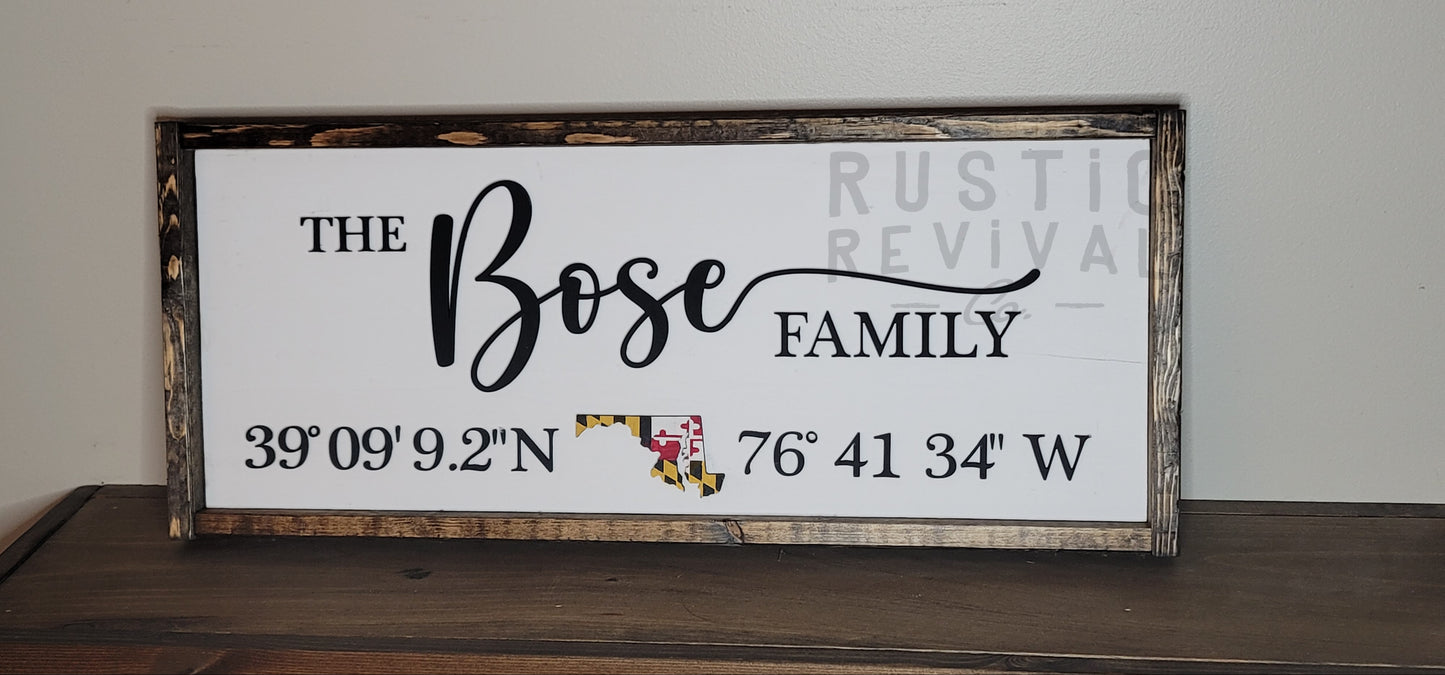 RUSTIC
REVIVAL
Co.
THE Bose
FAMILY
39° 09' 9.2"N 76° 41 34" W